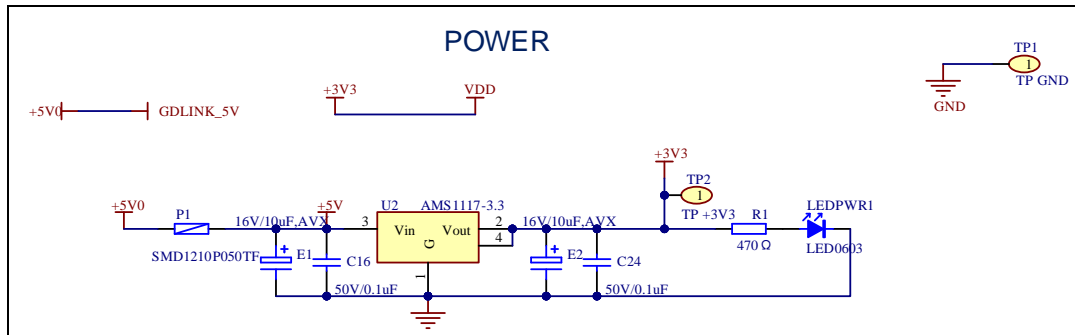 POWER
TP1
1
TP GND
GND
+5V0
GDLINK_5V
+3V3
VDD
+3V3
TP2
1
TP +3V3
+5V0
P1
SMD1210P050TF
16V/10uF,AVX
+5V
E1
C16
50V/0.1uF
U2
AMS1117-3.3
3
Vin
Vout
G
2
4
1
16V/10uF,AVX
E2
C24
50V/0.1uF
R1
470 Ω
LEDPWR1
LED0603